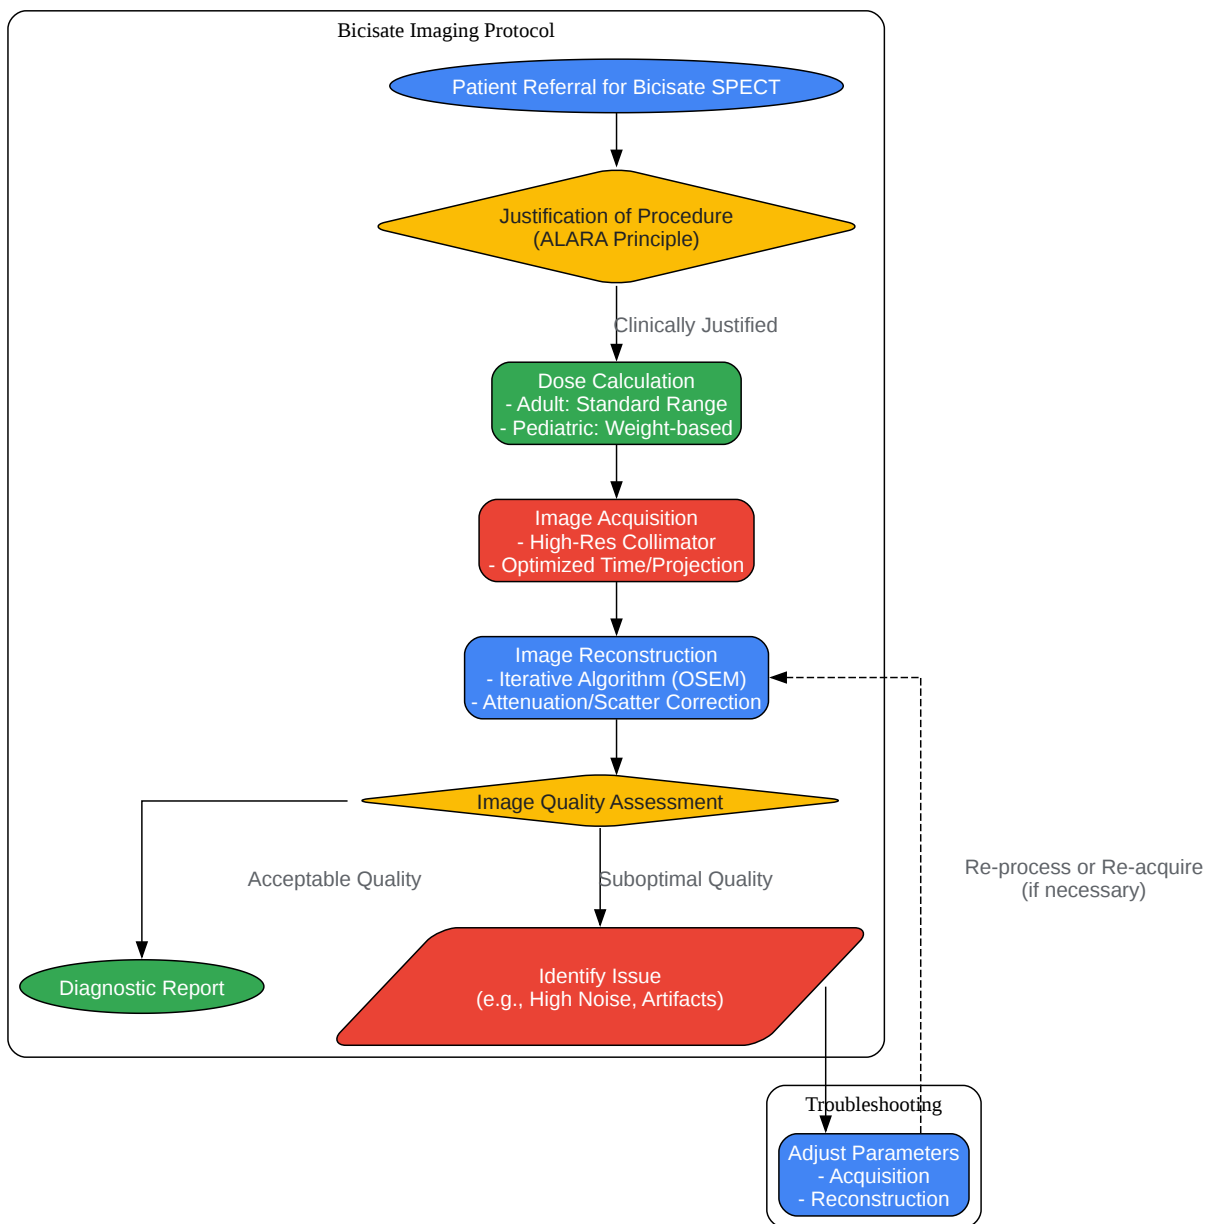 Bicisate Imaging Protocol
Patient Referral for Bicisate SPECT
Justification of Procedure
(ALARA Principle)
Clinically Justified
Dose Calculation
- Adult: Standard Range
- Pediatric: Weight-based
Image Acquisition
- High-Res Collimator
- Optimized Time/Projection
Image Reconstruction
- Iterative Algorithm (OSEM)
- Attenuation/Scatter Correction
Image Quality Assessment
Acceptable Quality
Suboptimal Quality
Re-process or Re-acquire
(if necessary)
Diagnostic Report
Identify Issue
(e.g., High Noise, Artifacts)
Troubleshooting
Adjust Parameters
- Acquisition
- Reconstruction